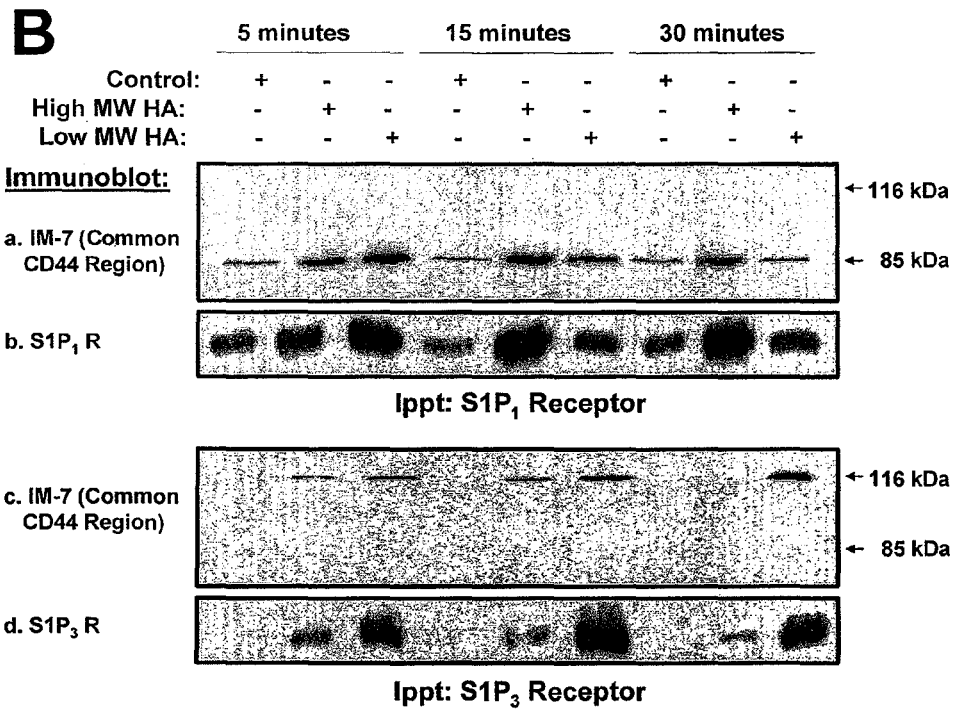 B
5 minutes 15 minutes 30 minutes
Control: + - - + - - + - -
High MW HA: - + - - + - - + -
Low MW HA: - - + - - + - - +
Immunoblot:
← 116 kDa
a. IM-7 (Common
CD44 Region)
← 85 kDa
b. S1P₁ R
Ippt: S1P₁ Receptor
← 116 kDa
c. IM-7 (Common
CD44 Region)
← 85 kDa
d. S1P₃ R
Ippt: S1P₃ Receptor